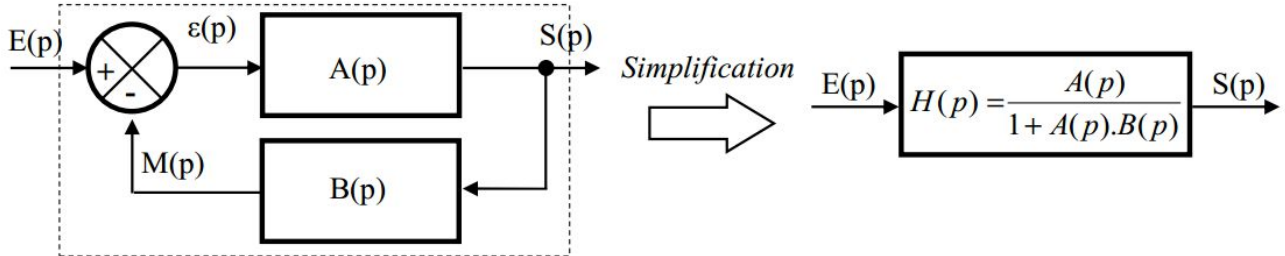 E(p)
+
-
ε(p)
A(p)
S(p)
M(p)
B(p)
Simplification
E(p)
H(p) = A(p) / 1 + A(p).B(p)
S(p)